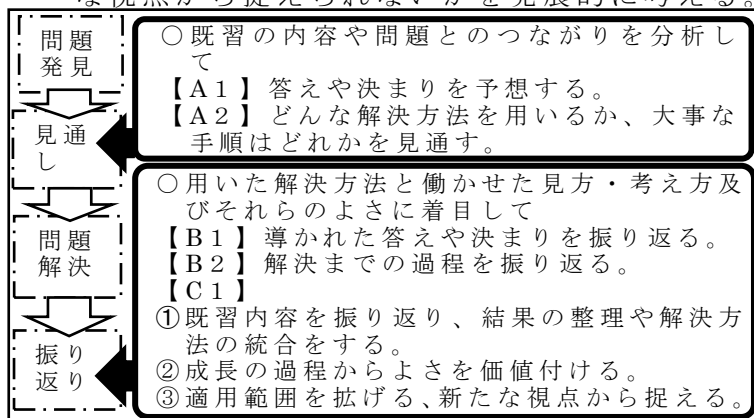 な視点から捉えられないかを発展的に考える。
問題
発見
見通
し
問題
解決
振り
返り
○既習の内容や問題とのつながりを分析し
て
【A1】答えや決まりを予想する。
【A2】どんな解決方法を用いるか、大事な
手順はどれかを見通す。
○用いた解決方法と働かせた見方・考え方及
びそれらのよさに着目して
【B1】導かれた答えや決まりを振り返る。
【B2】解決までの過程を振り返る。
【C1】
①既習内容を振り返り、結果の整理や解決方
法の統合をする。
②成長の過程からよさを価値付ける。
③適用範囲を拡げる、新たな視点から捉える。